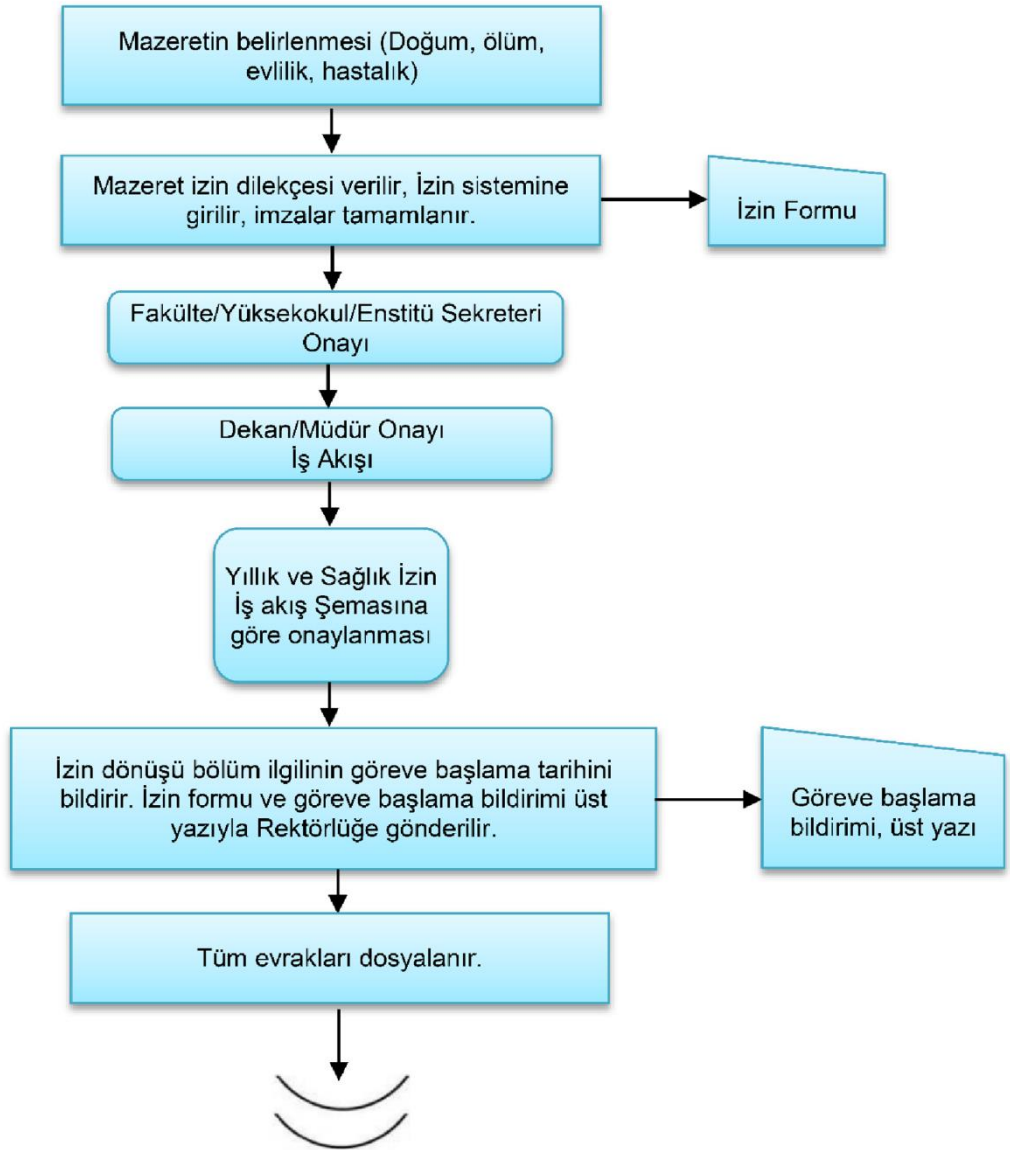 Mazeretin belirlenmesi (Doğum, ölüm,
evlilik, hastalık)
Mazeret izin dilekçesi verilir, İzin sistemine
girilir, imzalar tamamlanır.
İzin Formu
Fakülte/Yüksekokul/Enstitü Sekreteri
Onayı
Dekan/Müdür Onayı
İş Akışı
Yıllık ve Sağlık İzin
İş akış Şemasına
göre onaylanması
İzin dönüşü bölüm ilgilinin göreve başlama tarihini
bildirir. İzin formu ve göreve başlama bildirimi üst
yazıyla Rektörlüğe gönderilir.
Göreve başlama
bildirimi, üst yazı
Tüm evrakları dosyalanır.